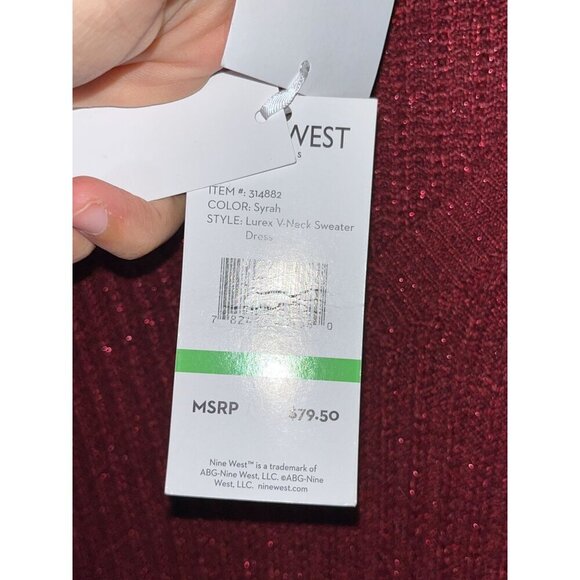 WEST
ITEM #: 314882
COLOR: Syrah
STYLE: Lurex V-Neck Sweater
Dress
MSRP $79.50
Nine West™ is a trademark of
ABG-Nine West, LLC. ©ABG-Nine
West, LLC. ninewest.com